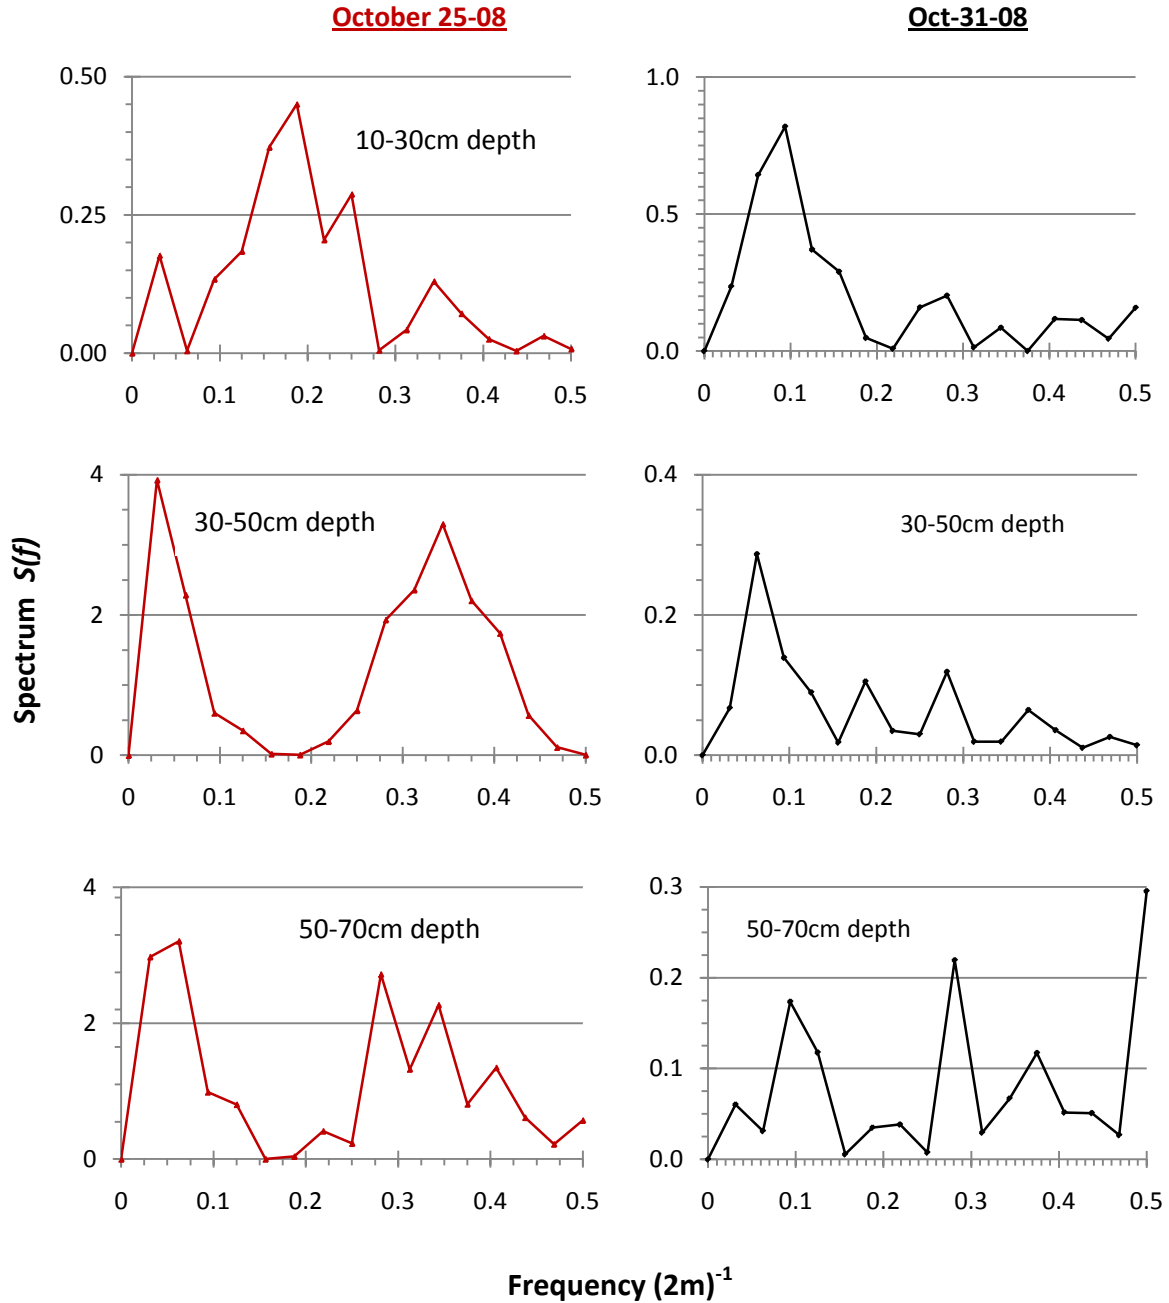 October 25-08
Oct-31-08
0.50
0.25
0.00
10-30cm depth
0 0.1 0.2 0.3 0.4 0.5
1.0
0.5
0.0
0 0.1 0.2 0.3 0.4 0.5
Spectrum S(f)
4
2
0
30-50cm depth
0 0.1 0.2 0.3 0.4 0.5
0.4
0.2
0.0
30-50cm depth
0 0.1 0.2 0.3 0.4 0.5
4
2
0
50-70cm depth
0 0.1 0.2 0.3 0.4 0.5
0.3
0.2
0.1
0.0
50-70cm depth
0 0.1 0.2 0.3 0.4 0.5
Frequency (2m)⁻¹